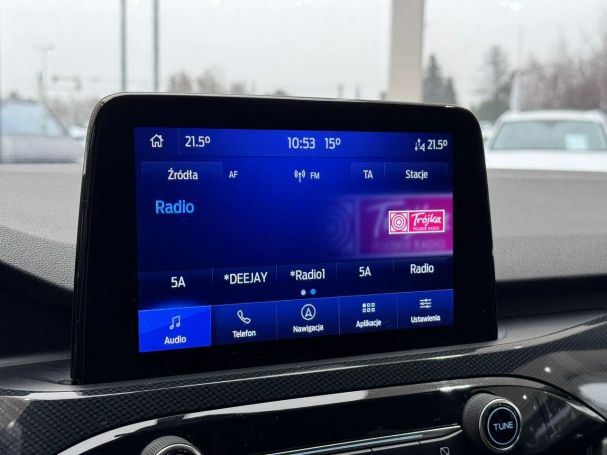 21.5° 10:53 15° 21.5°
Źródła AF FM TA Stacje
Radio
Trójka
POLSKIE RADIO
5A *DEEJAY *Radio1 5A Radio
Audio Telefon Nawigacja Aplikacje Ustawienia
TUNE